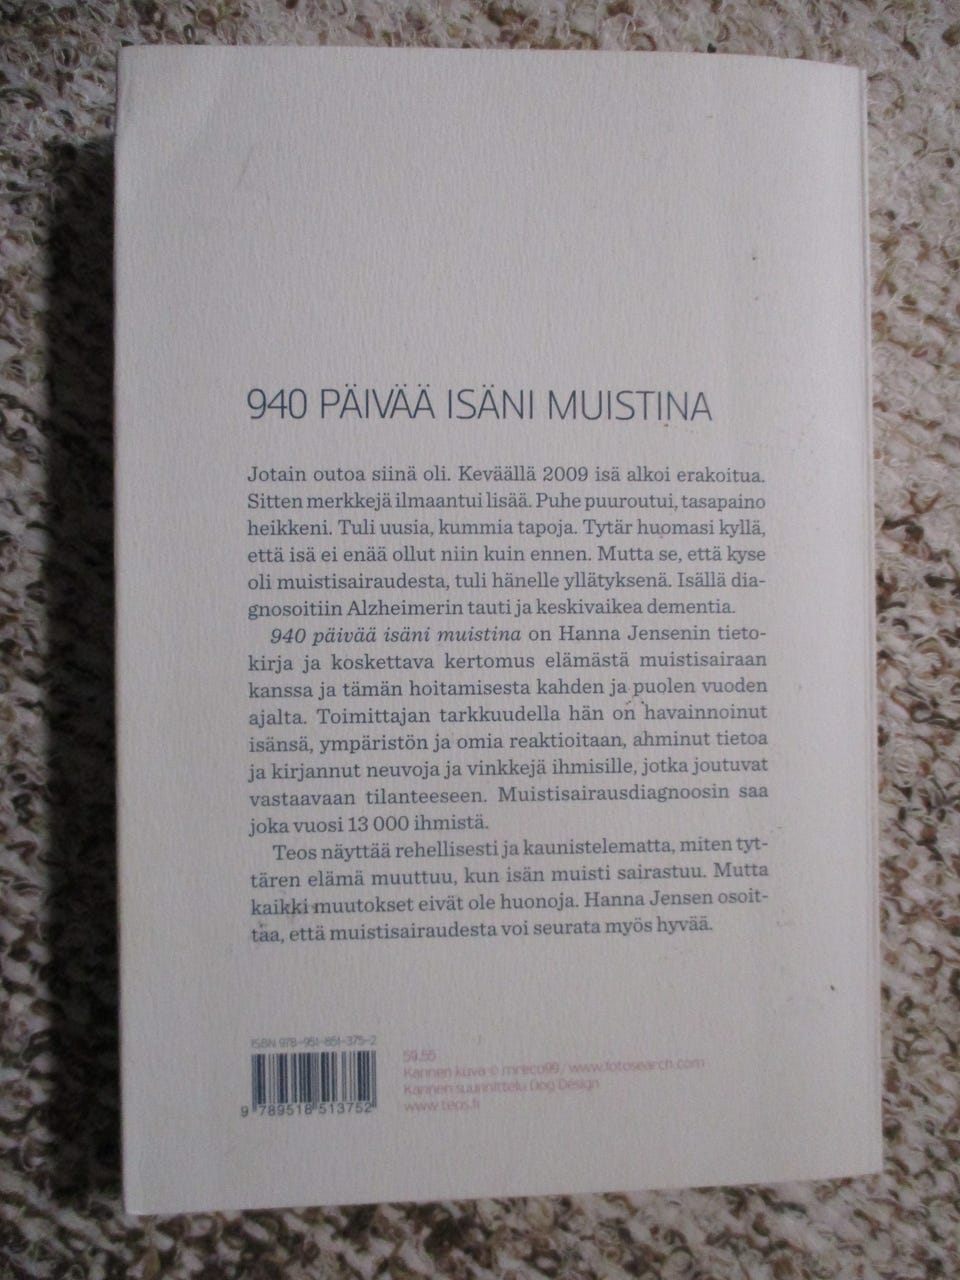 940 PÄIVÄÄ ISÄNI MUISTINA
Jotain outoa siinä oli. Keväällä 2009 isä alkoi erakoitua.
Sitten merkkejä ilmaantui lisää. Puhe puuroutui, tasapaino
heikkeni. Tuli uusia, kummia tapoja. Tytär huomasi kyllä,
että isä ei enää ollut niin kuin ennen. Mutta se, että kyse
oli muistisairaudesta, tuli hänelle yllätyksenä. Isällä dia-
gnosoitiin Alzheimerin tauti ja keskivaikea dementia.
940 päivää isäni muistina on Hanna Jensenin tieto-
kirja ja koskettava kertomus elämästä muistisairaan
kanssa ja tämän hoitamisesta kahden ja puolen vuoden
ajalta. Toimittajan tarkkuudella hän on havainnoinut
isänsä, ympäristön ja omia reaktioitaan, ahminut tietoa
ja kirjannut neuvoja ja vinkkejä ihmisille, jotka joutuvat
vastaavaan tilanteeseen. Muistisairausdiagnoosin saa
joka vuosi 13 000 ihmistä.
Teos näyttää rehellisesti ja kaunistelematta, miten tyt-
tären elämä muuttuu, kun isän muisti sairastuu. Mutta
kaikki muutokset eivät ole huonoja. Hanna Jensen osoit-
taa, että muistisairaudesta voi seurata myös hyvää.
ISBN 978-951-851-375-2
9 789518 513752
59.55
Kannen kuva © / www.fotosearch.com
Kannen suunnittelu Dog Design
www.teos.fi